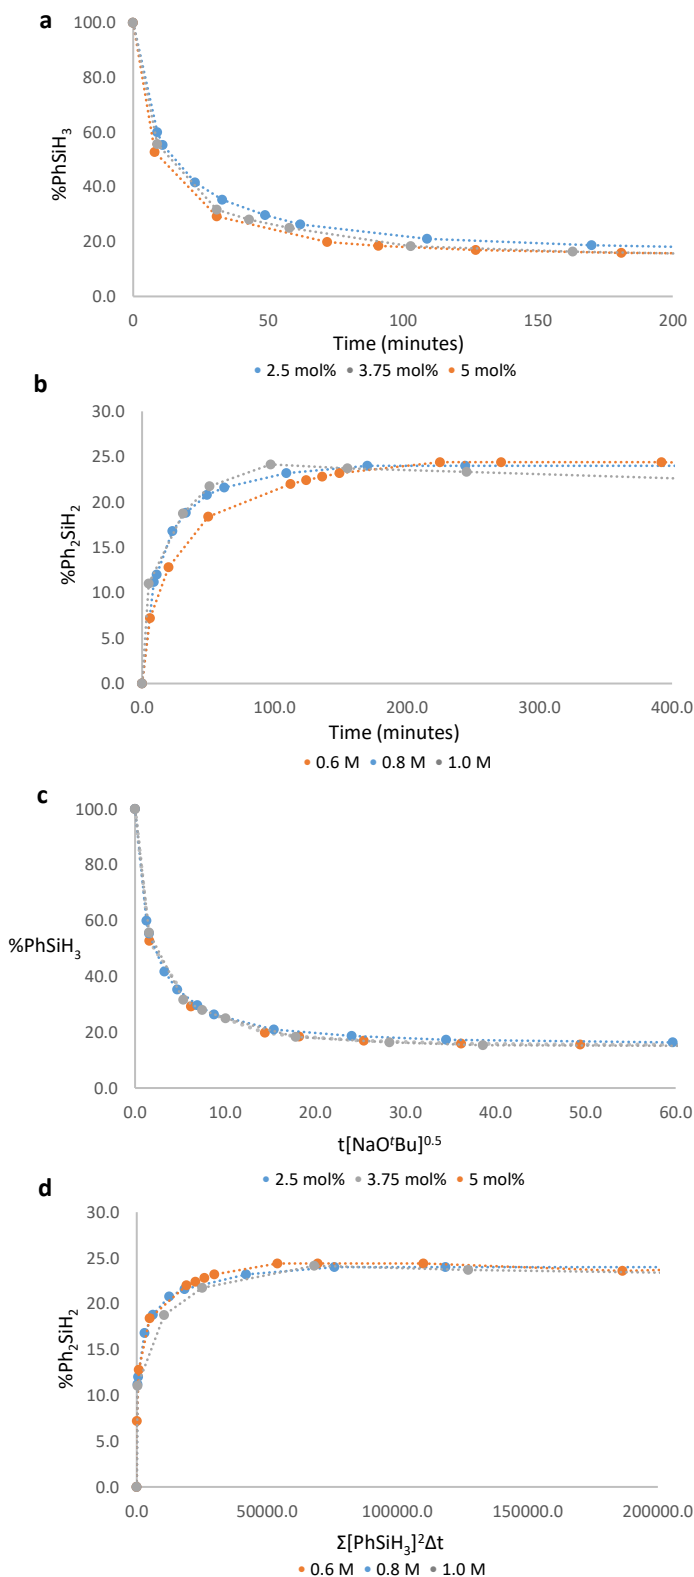 a
100.0
80.0
60.0
40.0
20.0
0.0
%PhSiH₃
0 50 100 150 200
Time (minutes)
2.5 mol% 3.75 mol% 5 mol%
b
30.0
25.0
20.0
15.0
10.0
5.0
0.0
%Ph₂SiH₂
0.0 100.0 200.0 300.0 400.0
Time (minutes)
0.6 M 0.8 M 1.0 M
c
100.0
80.0
60.0
40.0
20.0
0.0
%PhSiH₃
0.0 10.0 20.0 30.0 40.0 50.0 60.0
t[NaOᵗBu]⁰·⁵
2.5 mol% 3.75 mol% 5 mol%
d
30.0
25.0
20.0
15.0
10.0
5.0
0.0
%Ph₂SiH₂
0.0 50000.0 100000.0 150000.0 200000.0
Σ[PhSiH₃]²Δt
0.6 M 0.8 M 1.0 M